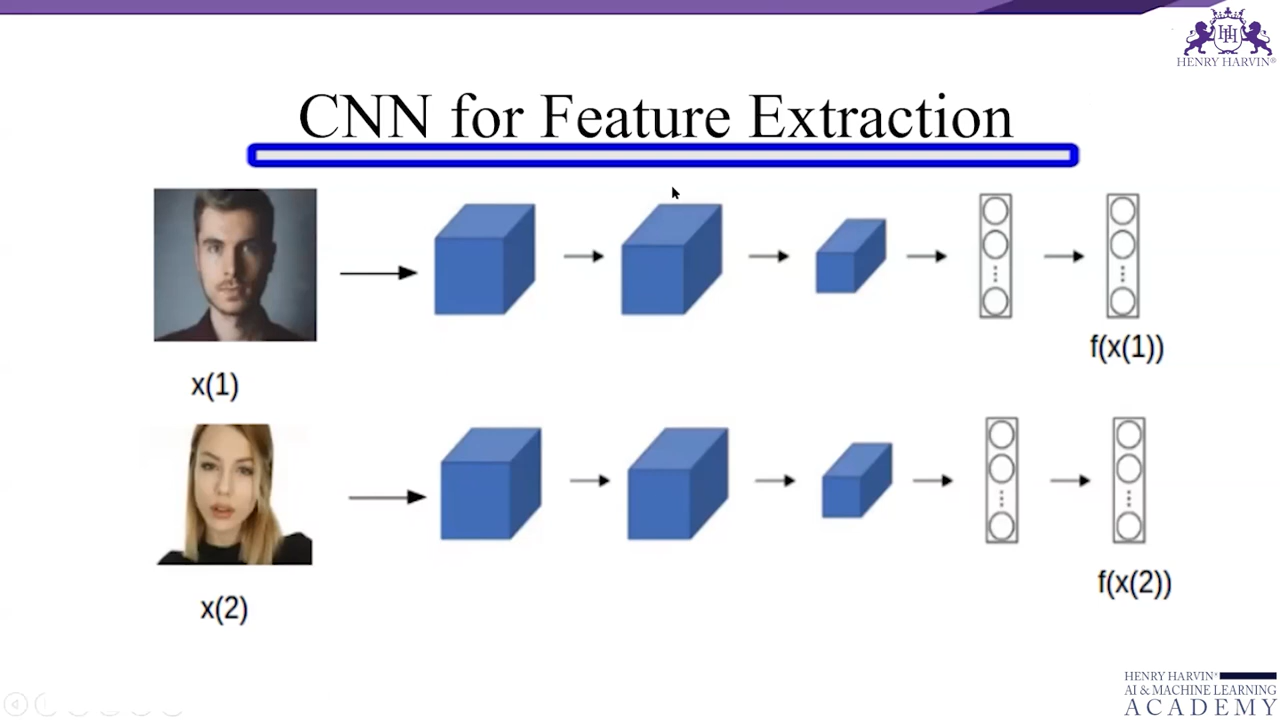 HENRY HARVIN®
CNN for Feature Extraction
f(x(1))
x(1)
f(x(2))
x(2)
HENRY HARVIN®
AI & MACHINE LEARNING
ACADEMY